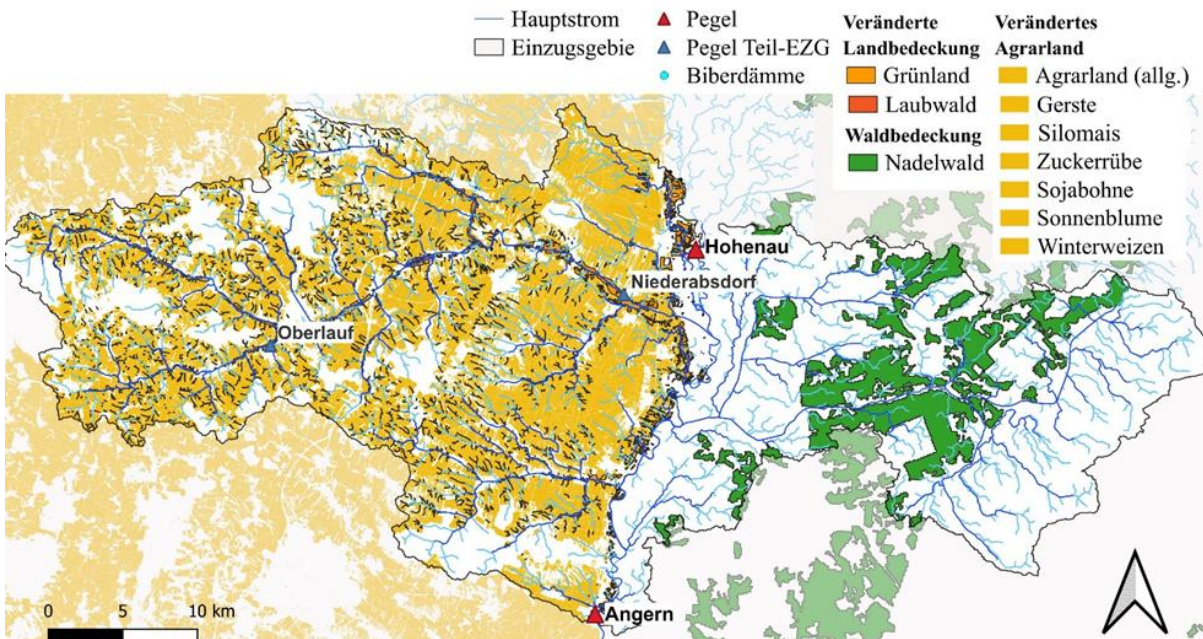 Hauptstrom
Einzugsgebie
Pegel
Pegel Teil-EZG
Biberdämme
Veränderte
Landbedeckung
Grünland
Laubwald
Waldbedeckung
Nadelwald
Verändertes
Agrarland
Agrarland (allg.)
Gerste
Silomais
Zuckerrübe
Sojabohne
Sonnenblume
Winterweizen
Hohenau
Niederabsdorf
Oberlauf
Angern
0 5 10 km